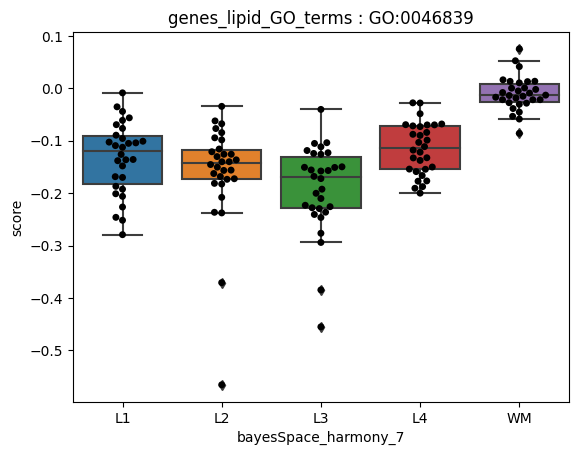 genes_lipid_GO_terms : GO:0046839
0.1
0.0
−0.1
−0.2
−0.3
−0.4
−0.5
score
L1 L2 L3 L4 WM
bayesSpace_harmony_7